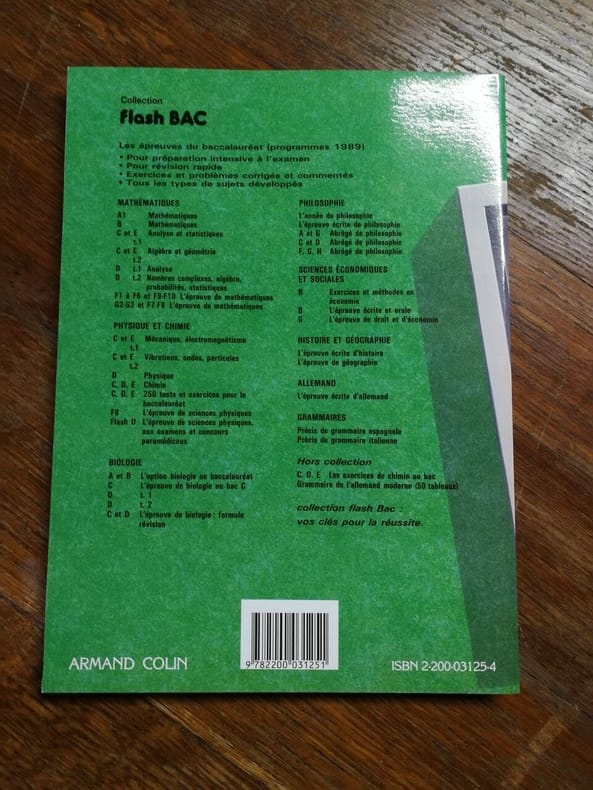 Collection
flash BAC
Les épreuves du baccalauréat (programmes 1989)
• Pour préparation intensive à l'examen
• Pour révision rapide
• Exercices et problèmes corrigés et commentés
• Tous les types de sujets développés
MATHÉMATIQUES
A1 Mathématiques
B Mathématiques
C et E Analyse et statistiques
t.1
C et E Algèbre et géométrie
t.2
D t.1 Analyse
D t.2 Nombres complexes, algèbre,
probabilités, statistiques
F1 à F6 et F9-F10 L'épreuve de mathématiques
G2-G3 et F7-F8 L'épreuve de mathématiques
PHYSIQUE ET CHIMIE
C et E Mécanique, électromagnétisme
t.1
C et E Vibrations, ondes, particules
t.2
D Physique
C, D, E Chimie
C, D, E 250 tests et exercices pour le
baccalauréat
F8 L'épreuve de sciences physiques
Flash U L'épreuve de sciences physiques,
aux examens et concours
paramédicaux
BIOLOGIE
A et B L'option biologie au baccalauréat
C L'épreuve de biologie au bac C
D t. 1
D t. 2
C et D L'épreuve de biologie : formule
révision
PHILOSOPHIE
L'année de philosophie
L'épreuve écrite de philosophie
A et G Abrégé de philosophie
C et D Abrégé de philosophie
F, G, H Abrégé de philosophie
SCIENCES ÉCONOMIQUES
ET SOCIALES
B Exercices et méthodes en
économie
B L'épreuve écrite et orale
G L'épreuve de droit et d'économie
HISTOIRE ET GÉOGRAPHIE
L'épreuve écrite d'histoire
L'épreuve de géographie
ALLEMAND
L'épreuve écrite d'allemand
GRAMMAIRES
Précis de grammaire espagnole
Précis de grammaire italienne
Hors collection
C, D, E Les exercices de chimie au bac
Grammaire de l'allemand moderne (50 tableaux)
collection flash Bac :
vos clés pour la réussite.
ARMAND COLIN
9 782200 031251
ISBN 2-200-03125-4